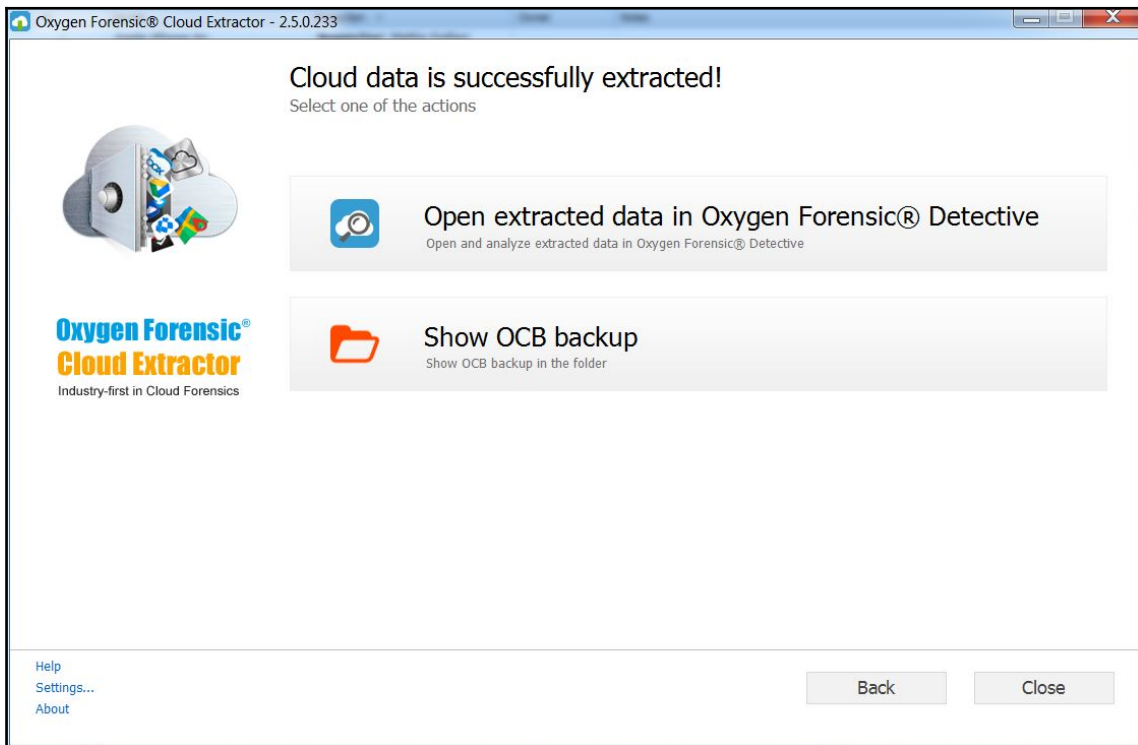 Oxygen Forensic® Cloud Extractor - 2.5.0.233
Cloud data is successfully extracted!
Select one of the actions
Open extracted data in Oxygen Forensic® Detective
Open and analyze extracted data in Oxygen Forensic® Detective
Oxygen Forensic®
Cloud Extractor
Industry-first in Cloud Forensics
Show OCB backup
Show OCB backup in the folder
Help
Settings...
About
Back
Close